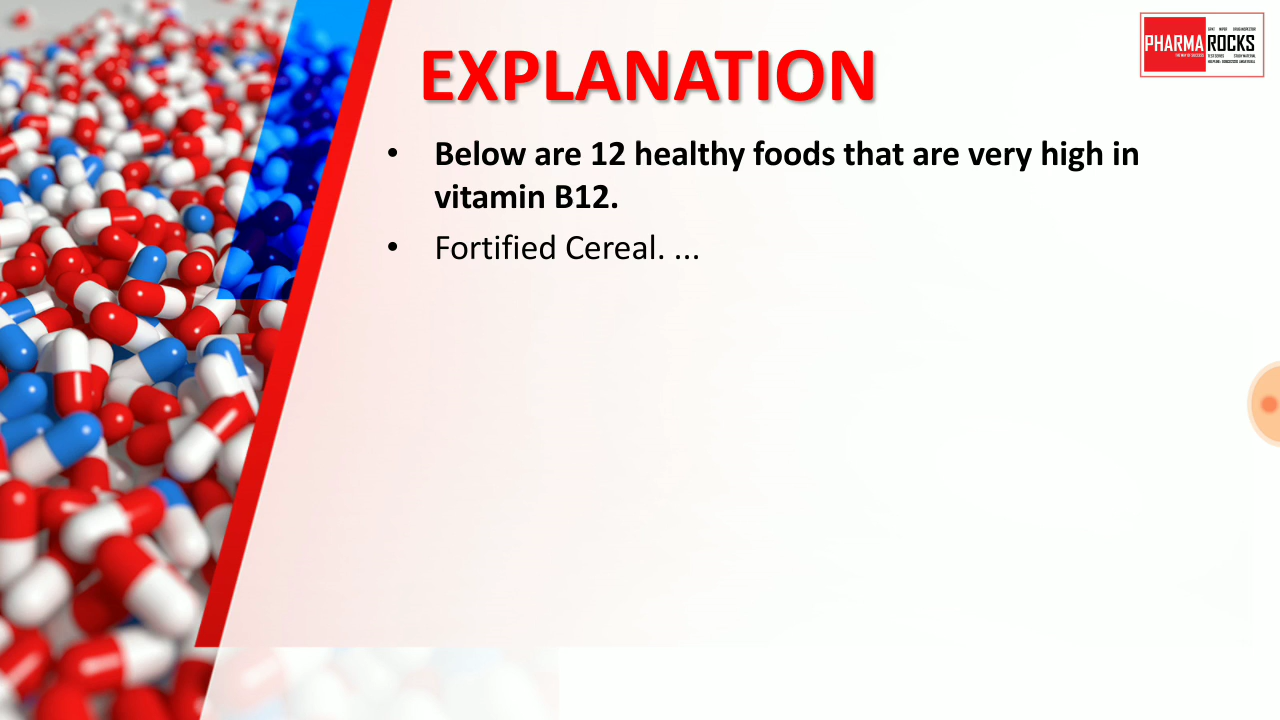 EXPLANATION
PHARMA ROCKS
• Below are 12 healthy foods that are very high in
vitamin B12.
• Fortified Cereal. ...